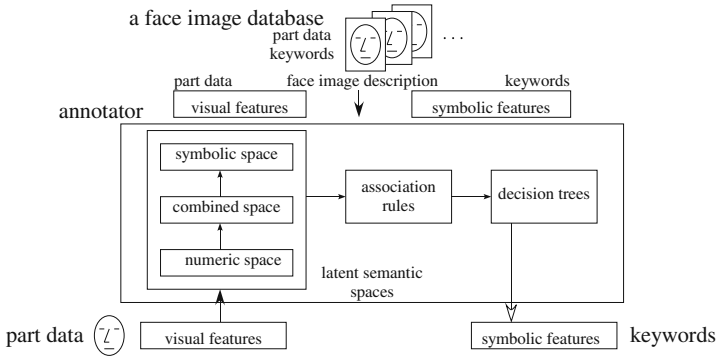 a face image database
part data
keywords
. . .
part data face image description keywords
visual features symbolic features
annotator
symbolic space
combined space
numeric space
association
rules
decision trees
latent semantic
spaces
part data visual features symbolic features keywords